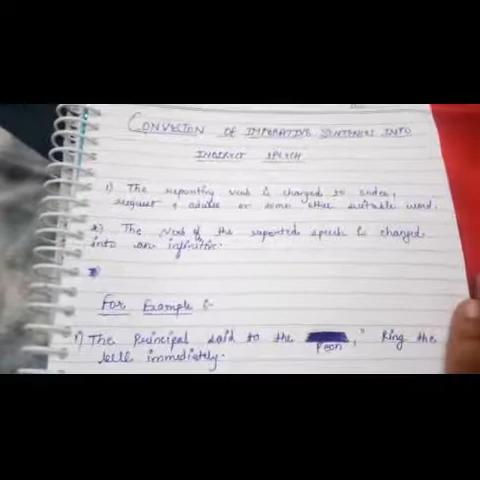 CONVERTON OF IMPERATIVE SENTENCES INTO
INDIRECT SPEECH
1) The reporting verb is changed to order,
request, advise or some other suitable word.
2) The verb of the reported speech is changed
into an infinitive.
For Example :-
1) The Principal said to the Peon, " Ring the
bell immediately.